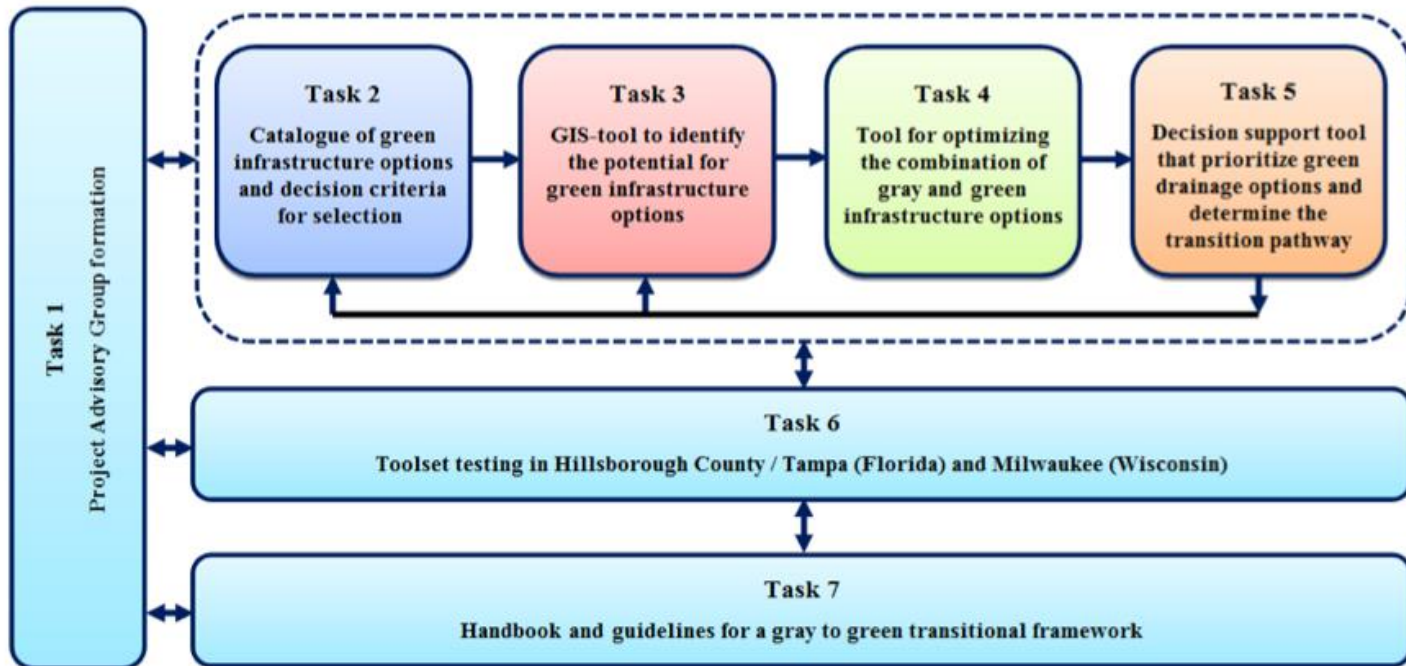 Task 1
Project Advisory Group formation
Task 2
Catalogue of green
infrastructure options
and decision criteria
for selection
Task 3
GIS-tool to identify
the potential for
green infrastructure
options
Task 4
Tool for optimizing
the combination of
gray and green
infrastructure options
Task 5
Decision support tool
that prioritize green
drainage options and
determine the
transition pathway
Task 6
Toolset testing in Hillsborough County / Tampa (Florida) and Milwaukee (Wisconsin)
Task 7
Handbook and guidelines for a gray to green transitional framework